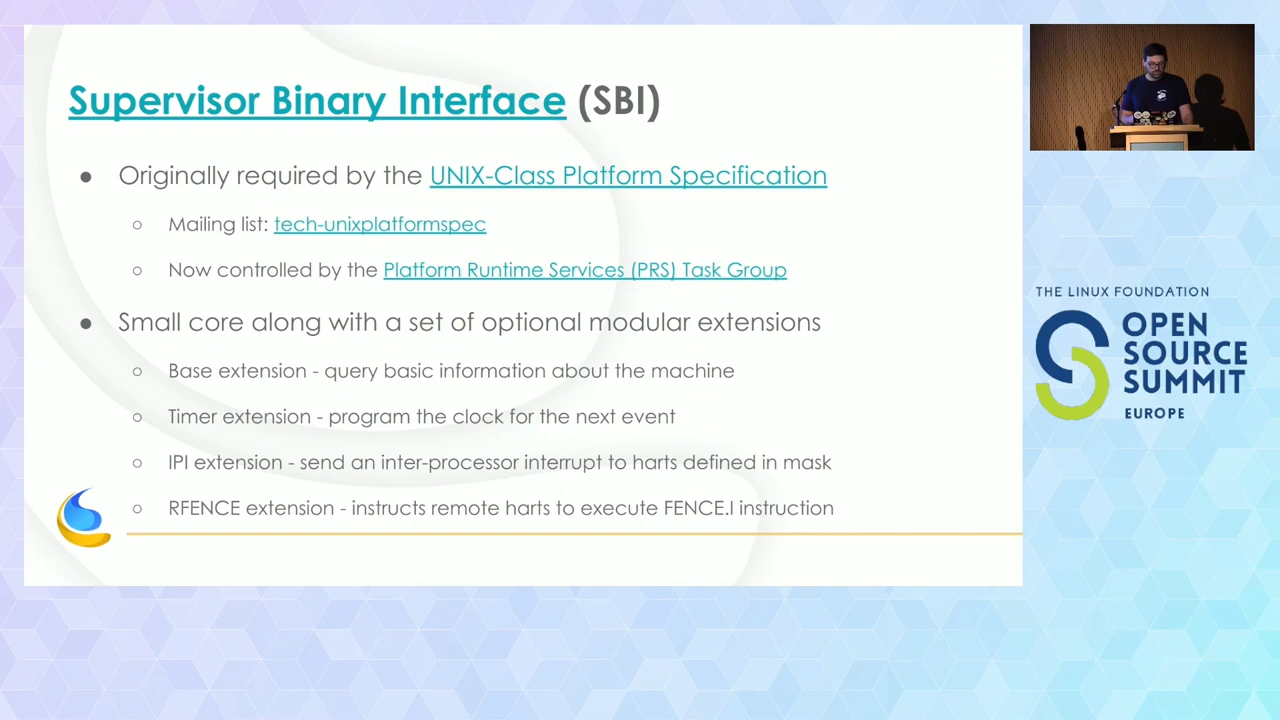 Supervisor Binary Interface (SBI)
● Originally required by the UNIX-Class Platform Specification
○ Mailing list: tech-unixplatformspec
○ Now controlled by the Platform Runtime Services (PRS) Task Group
● Small core along with a set of optional modular extensions
○ Base extension - query basic information about the machine
○ Timer extension - program the clock for the next event
○ IPI extension - send an inter-processor interrupt to harts defined in mask
○ RFENCE extension - instructs remote harts to execute FENCE.I instruction
THE LINUX FOUNDATION
OPEN
SOURCE
SUMMIT
EUROPE